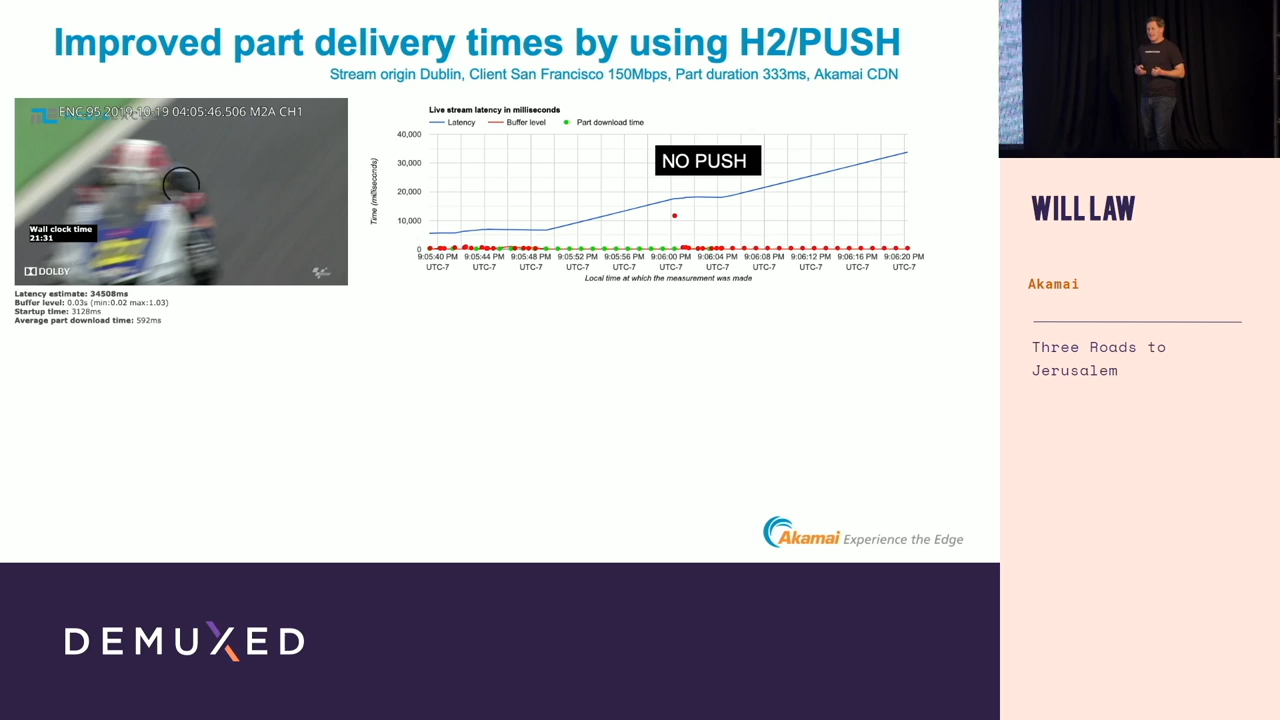 Improved part delivery times by using H2/PUSH
Stream origin Dublin, Client San Francisco 150Mbps, Part duration 333ms, Akamai CDN
ENC 95 2019-10-19 04:05:46.506 M2A CH1
Wall clock time
21:31
DOLBY
Latency estimate: 34508ms
Buffer level: 0.03s (min:0.02 max:1.03)
Startup time: 3128ms
Average part download time: 592ms
Live stream latency in milliseconds
Latency Buffer level Part download time
NO PUSH
Time (milliseconds)
40,000
30,000
20,000
10,000
0
9:05:40 PM 9:05:44 PM 9:05:48 PM 9:05:52 PM 9:05:56 PM 9:06:00 PM 9:06:04 PM 9:06:08 PM 9:06:12 PM 9:06:16 PM 9:06:20 PM
UTC-7 UTC-7 UTC-7 UTC-7 UTC-7 UTC-7 UTC-7 UTC-7 UTC-7 UTC-7 UTC-7
Local time at which the measurement was made
Akamai Experience the Edge
WILL LAW
Akamai
Three Roads to
Jerusalem
DEMUXED